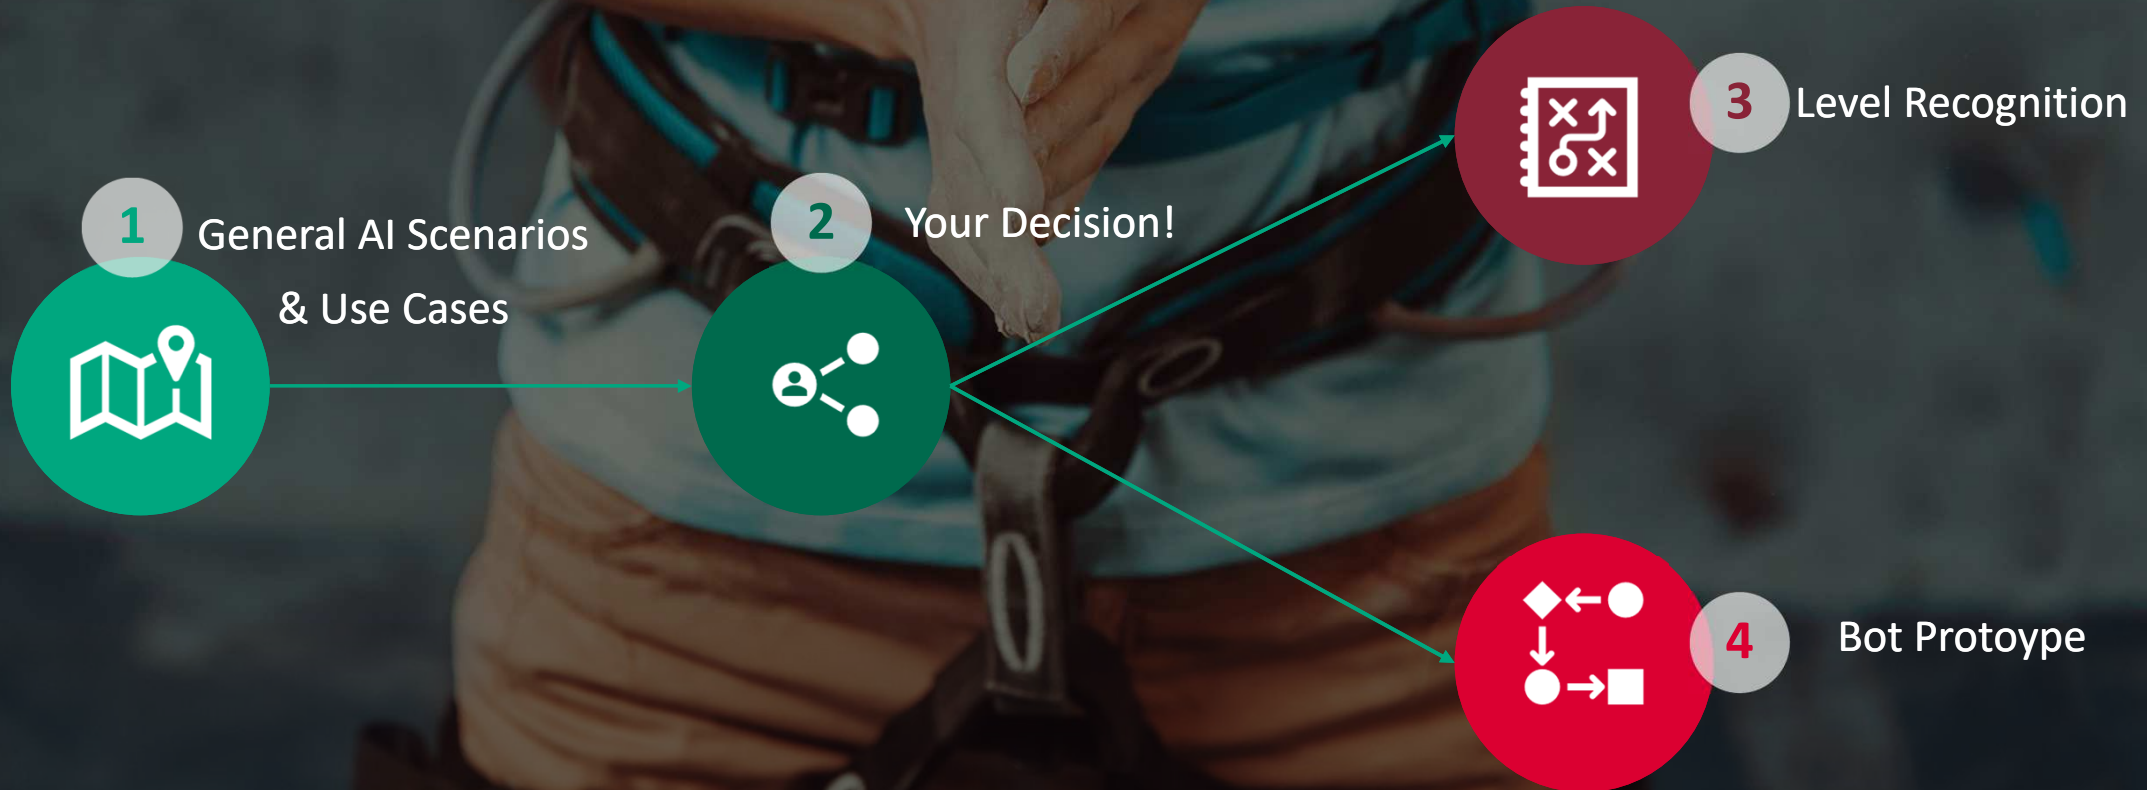 1
General AI Scenarios
& Use Cases
2
Your Decision!
3
Level Recognition
4
Bot Protoype